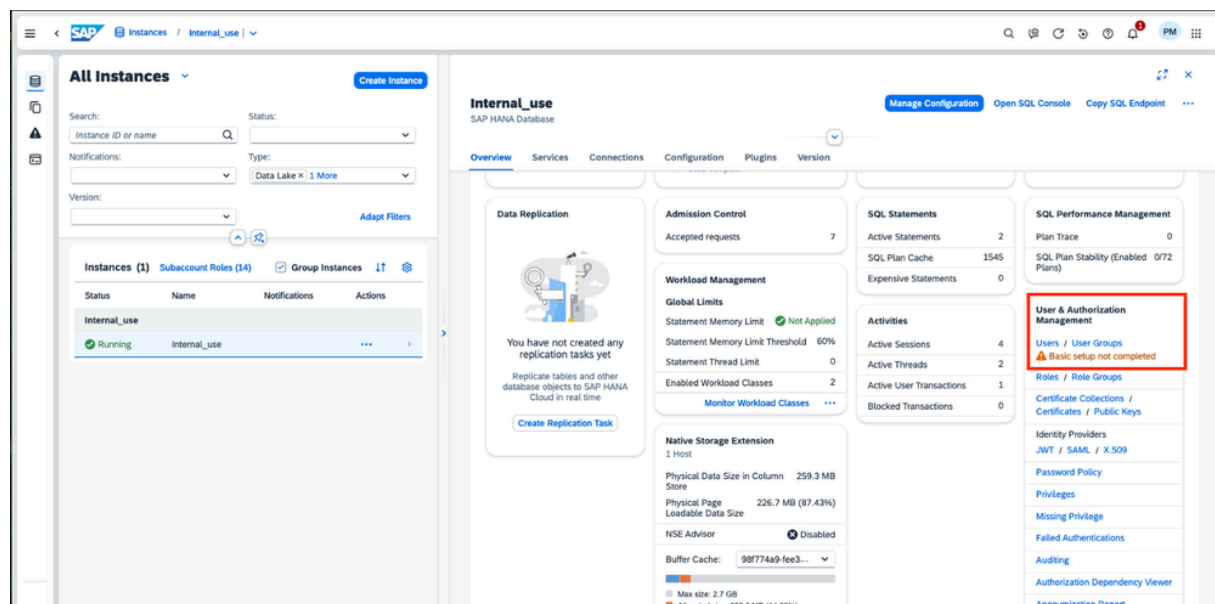 SAP
Instances / Internal_use
1
PM
All Instances
Create Instance
Search:
Status:
Instance ID or name
Notifications:
Type:
Data Lake × 1 More
Version:
Adapt Filters
Instances (1) Subaccount Roles (14) Group Instances
Status Name Notifications Actions
Internal_use
Running Internal_use
Internal_use
SAP HANA Database
Manage Configuration Open SQL Console Copy SQL Endpoint
Overview Services Connections Configuration Plugins Version
Data Replication
You have not created any
replication tasks yet
Replicate tables and other
database objects to SAP HANA
Cloud in real time
Create Replication Task
Admission Control
Accepted requests 7
Workload Management
Global Limits
Statement Memory Limit Not Applied
Statement Memory Limit Threshold 60%
Statement Thread Limit 0
Enabled Workload Classes 2
Monitor Workload Classes
Native Storage Extension
1 Host
Physical Data Size in Column 259.3 MB
Store
Physical Page 226.7 MB (87.43%)
Loadable Data Size
NSE Advisor Disabled
Buffer Cache: 98f774a9-fee3...
Max size: 2.7 GB
SQL Statements
Active Statements 2
SQL Plan Cache 1545
Expensive Statements 0
Activities
Active Sessions 4
Active Threads 2
Active User Transactions 1
Blocked Transactions 0
SQL Performance Management
Plan Trace 0
SQL Plan Stability (Enabled 0/72
Plans)
User & Authorization
Management
Users / User Groups
Basic setup not completed
Roles / Role Groups
Certificate Collections /
Certificates / Public Keys
Identity Providers
JWT / SAML / X.509
Password Policy
Privileges
Missing Privilege
Failed Authentications
Auditing
Authorization Dependency Viewer